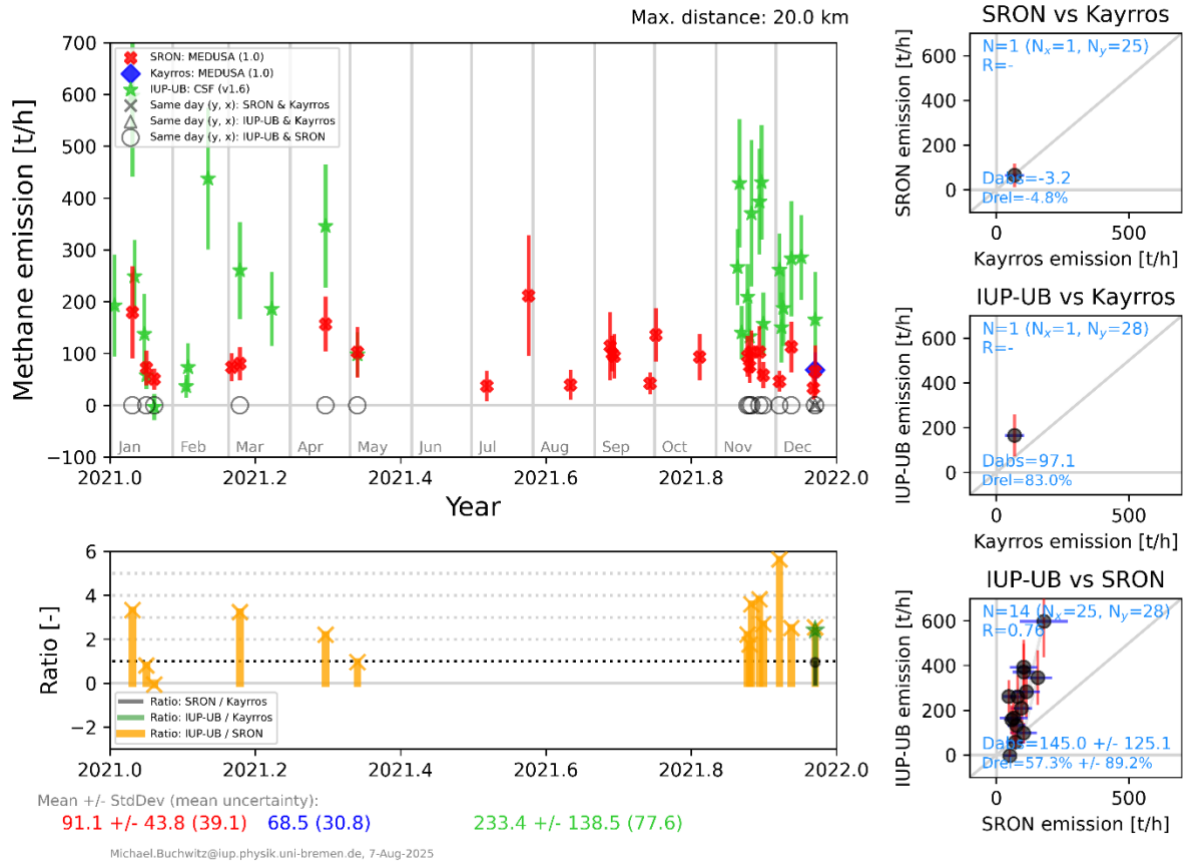 Max. distance: 20.0 km
Methane emission [t/h]
700
600
500
400
300
200
100
0
−100
SRON: MEDUSA (1.0)
Kayrros: MEDUSA (1.0)
IUP-UB: CSF (v1.6)
Same day (y, x): SRON & Kayrros
Same day (y, x): IUP-UB & Kayrros
Same day (y, x): IUP-UB & SRON
Jan Feb Mar Apr May Jun Jul Aug Sep Oct Nov Dec
2021.0 2021.2 2021.4 2021.6 2021.8 2022.0
Year
Ratio [-]
6
4
2
0
−2
Ratio: SRON / Kayrros
Ratio: IUP-UB / Kayrros
Ratio: IUP-UB / SRON
2021.0 2021.2 2021.4 2021.6 2021.8 2022.0
Mean +/- StdDev (mean uncertainty):
91.1 +/- 43.8 (39.1) 68.5 (30.8) 233.4 +/- 138.5 (77.6)
Michael.Buchwitz@iup.physik.uni-bremen.de, 7-Aug-2025
SRON vs Kayrros
SRON emission [t/h]
600
400
200
0
N=1 (Nx=1, Ny=25)
R=-
Dabs=-3.2
Drel=-4.8%
0 500
Kayrros emission [t/h]
IUP-UB vs Kayrros
IUP-UB emission [t/h]
600
400
200
0
N=1 (Nx=1, Ny=28)
R=-
Dabs=97.1
Drel=83.0%
0 500
Kayrros emission [t/h]
IUP-UB vs SRON
IUP-UB emission [t/h]
600
400
200
0
N=14 (Nx=25, Ny=28)
R=0.76
Dabs=145.0 +/- 125.1
Drel=57.3% +/- 89.2%
0 500
SRON emission [t/h]